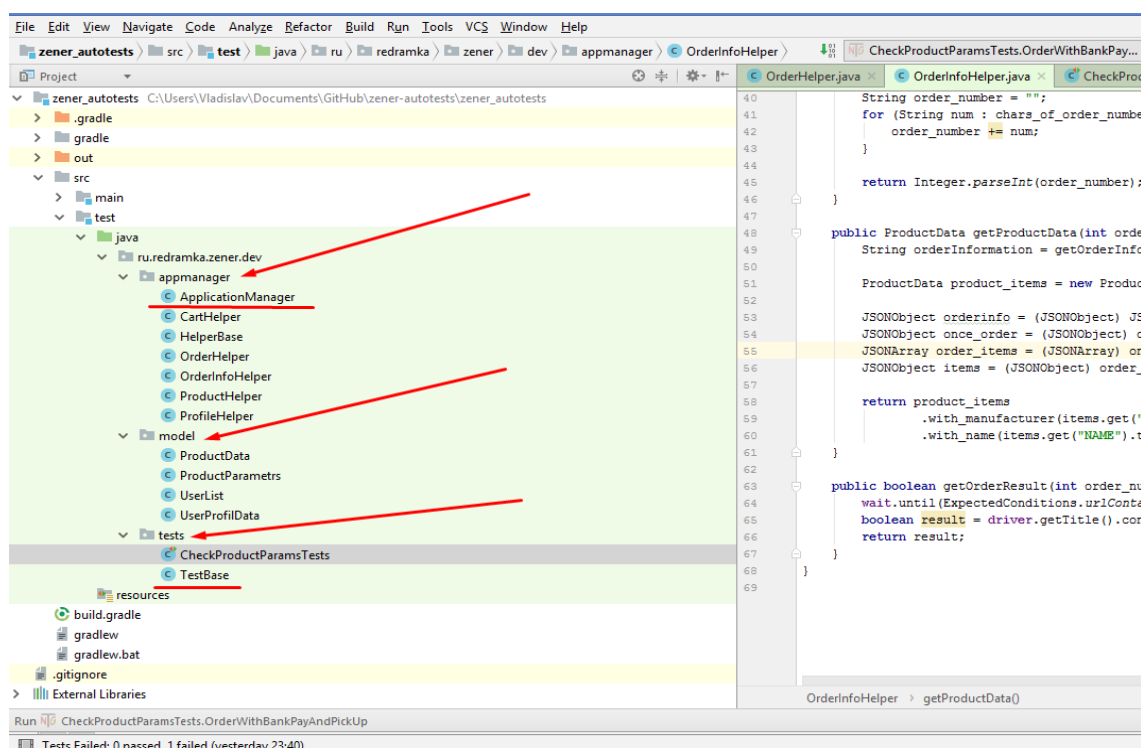 File Edit View Navigate Code Analyze Refactor Build Run Tools VCS Window Help
zener_autotests src test java ru redramka zener dev appmanager OrderInfoHelper CheckProductParamsTests.OrderWithBankPay...
Project OrderHelper.java OrderInfoHelper.java CheckProd
zener_autotests C:\Users\Vladislav\Documents\GitHub\zener-autotests\zener_autotests
.gradle
gradle
out
src
main
test
java
ru.redramka.zener.dev
appmanager
ApplicationManager
CartHelper
HelperBase
OrderHelper
OrderInfoHelper
ProductHelper
ProfileHelper
model
ProductData
ProductParametrs
UserList
UserProfilData
tests
CheckProductParamsTests
TestBase
resources
build.gradle
gradlew
gradlew.bat
.gitignore
External Libraries
40 String order_number = "";
41 for (String num : chars_of_order_numbe
42 order_number += num;
43 }
44
45 return Integer.parseInt(order_number);
46 }
47
48 public ProductData getProductData(int orde
49 String orderInformation = getOrderInfo
50
51 ProductData product_items = new Produc
52
53 JSONObject orderinfo = (JSONObject) JS
54 JSONObject once_order = (JSONObject) o
55 JSONArray order_items = (JSONArray) on
56 JSONObject items = (JSONObject) order_
57
58 return product_items
59 .with_manufacturer(items.get("
60 .with_name(items.get("NAME").t
61 }
62
63 public boolean getOrderResult(int order_nu
64 wait.until(ExpectedConditions.urlConta
65 boolean result = driver.getTitle().con
66 return result;
67 }
68 }
69
OrderInfoHelper getProductData()
Run CheckProductParamsTests.OrderWithBankPayAndPickUp
Tests Failed: 0 passed, 1 failed (yesterday 23:40)